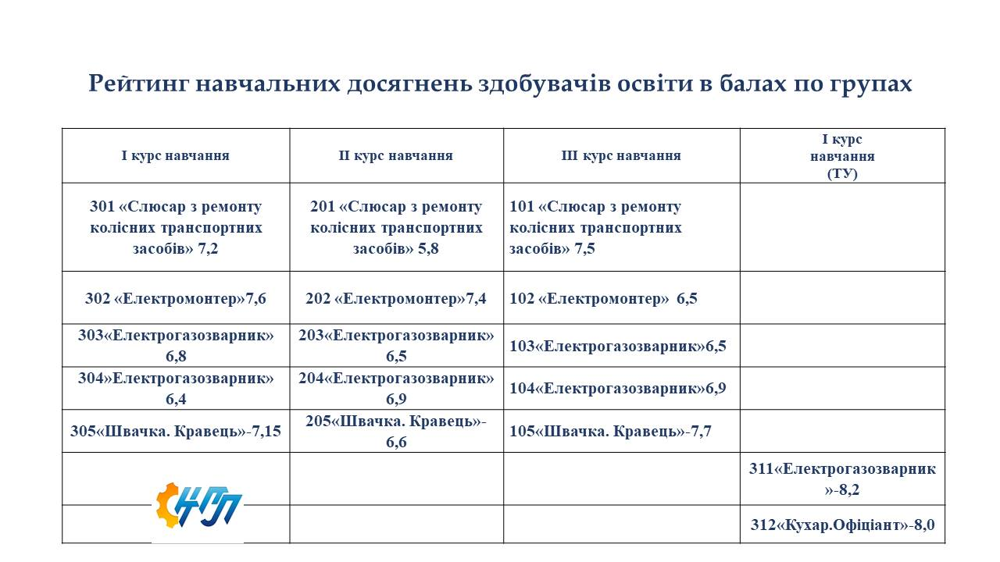 Рейтинг навчальних досягнень здобувачів освіти в балах по групах
І курс навчання
ІІ курс навчання
ІІІ курс навчання
І курс
навчання
(ТУ)
301 «Слюсар з ремонту
колісних транспортних
засобів» 7,2
201 «Слюсар з ремонту
колісних транспортних
засобів» 5,8
101 «Слюсар з ремонту
колісних транспортних
засобів» 7,5
302 «Електромонтер»7,6
202 «Електромонтер»7,4
102 «Електромонтер» 6,5
303«Електрогазозварник»
6,8
203«Електрогазозварник»
6,5
103«Електрогазозварник»6,5
304»Електрогазозварник»
6,4
204«Електрогазозварник»
6,9
104«Електрогазозварник»6,9
305«Швачка. Кравець»-7,15
205«Швачка. Кравець»-
6,6
105«Швачка. Кравець»-7,7
311«Електрогазозварник
»-8,2
312«Кухар.Офіціант»-8,0